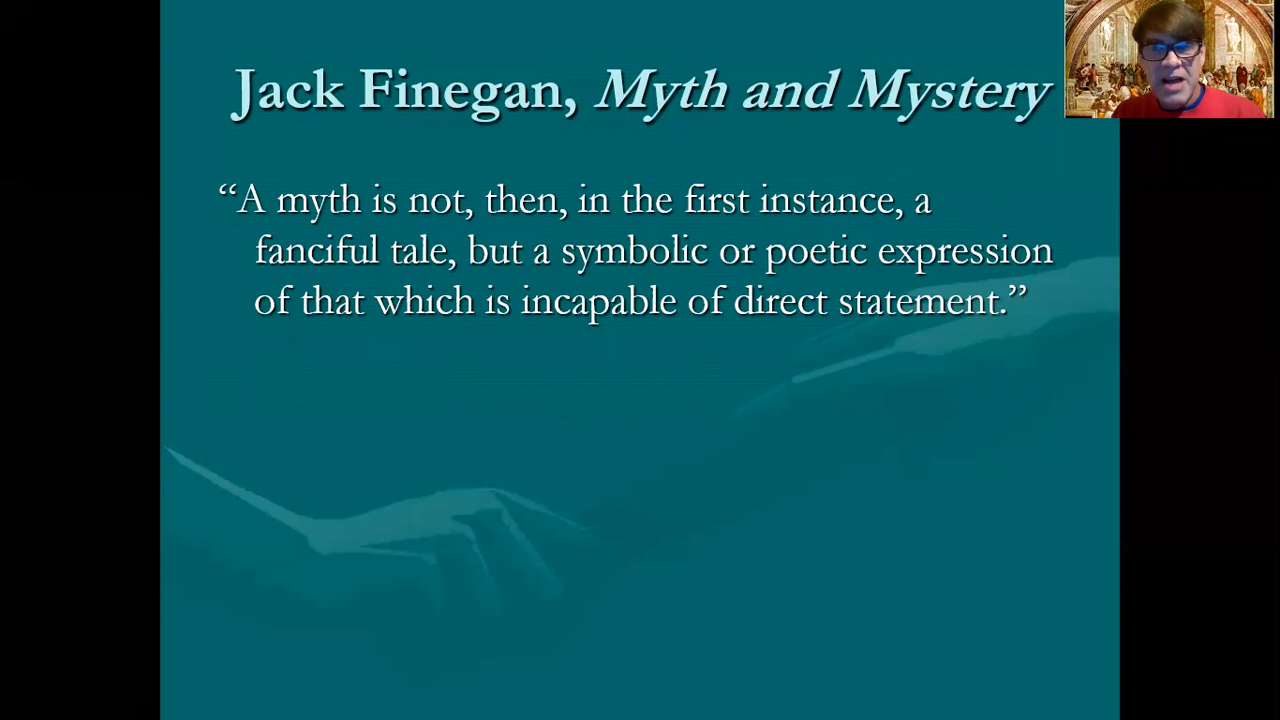 Jack Finegan, Myth and Mystery
“A myth is not, then, in the first instance, a
fanciful tale, but a symbolic or poetic expression
of that which is incapable of direct statement.”